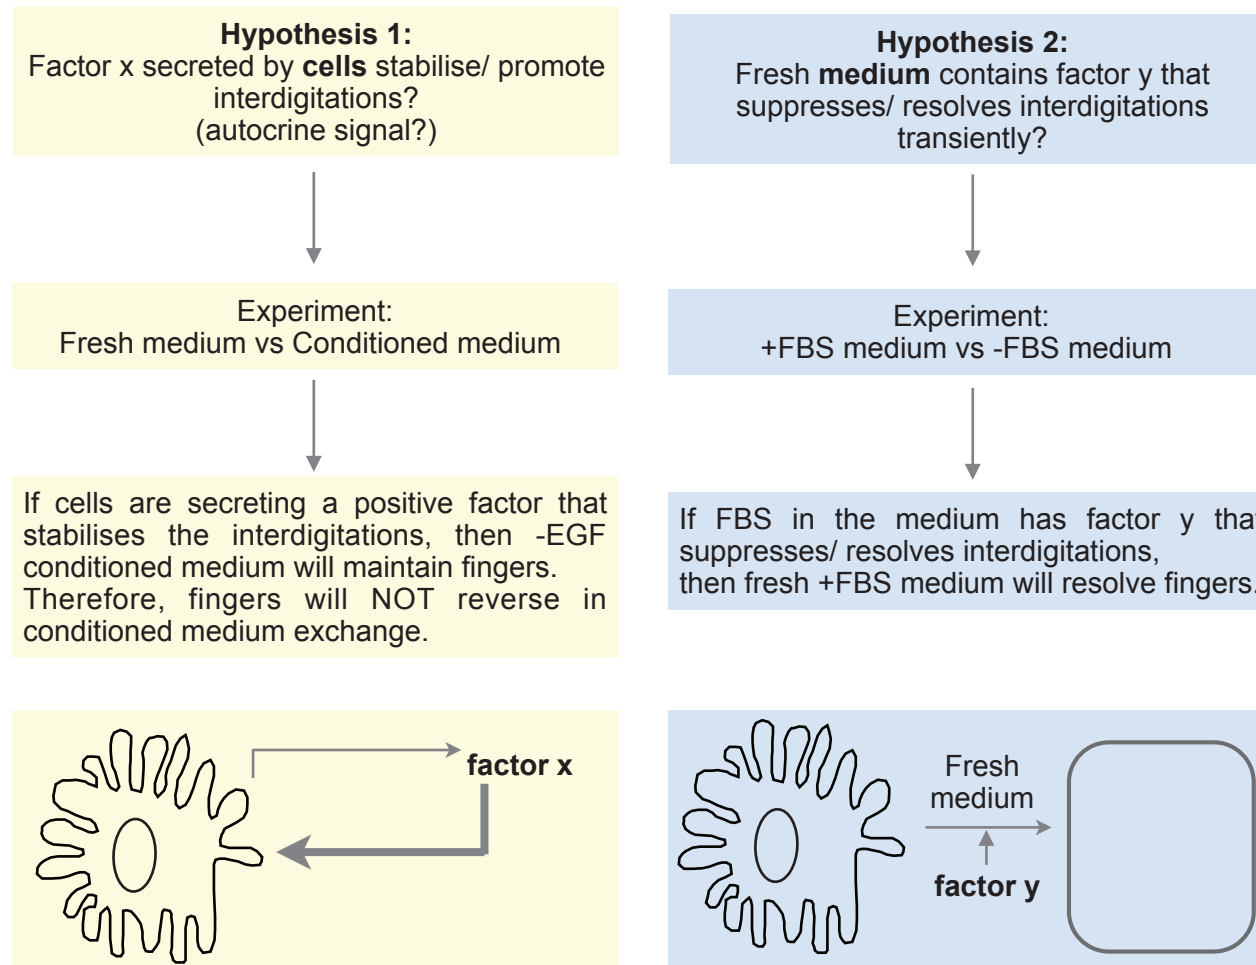 Hypothesis 1:
Factor x secreted by cells stabilise/ promote
interdigitations?
(autocrine signal?)
Experiment:
Fresh medium vs Conditioned medium
If cells are secreting a positive factor that
stabilises the interdigitations, then -EGF
conditioned medium will maintain fingers.
Therefore, fingers will NOT reverse in
conditioned medium exchange.
factor x
Hypothesis 2:
Fresh medium contains factor y that
suppresses/ resolves interdigitations
transiently?
Experiment:
+FBS medium vs -FBS medium
If FBS in the medium has factor y that
suppresses/ resolves interdigitations,
then fresh +FBS medium will resolve fingers.
Fresh
medium
factor y